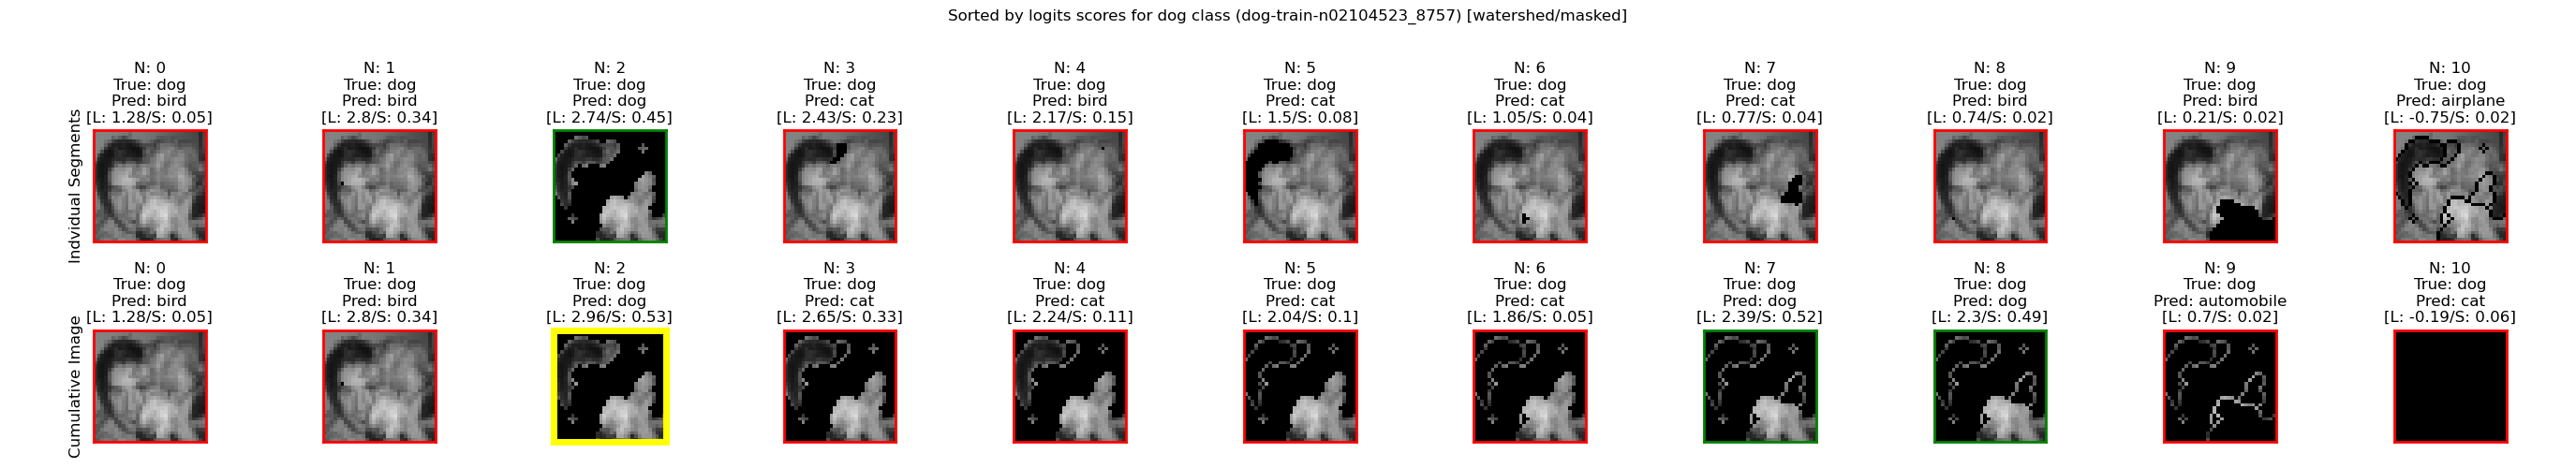 Sorted by logits scores for dog class (dog-train-n02104523_8757) [watershed/masked]
Indvidual Segments
N: 0
True: dog
Pred: bird
[L: 1.28/S: 0.05]
N: 1
True: dog
Pred: bird
[L: 2.8/S: 0.34]
N: 2
True: dog
Pred: dog
[L: 2.74/S: 0.45]
N: 3
True: dog
Pred: cat
[L: 2.43/S: 0.23]
N: 4
True: dog
Pred: bird
[L: 2.17/S: 0.15]
N: 5
True: dog
Pred: cat
[L: 1.5/S: 0.08]
N: 6
True: dog
Pred: cat
[L: 1.05/S: 0.04]
N: 7
True: dog
Pred: cat
[L: 0.77/S: 0.04]
N: 8
True: dog
Pred: bird
[L: 0.74/S: 0.02]
N: 9
True: dog
Pred: bird
[L: 0.21/S: 0.02]
N: 10
True: dog
Pred: airplane
[L: -0.75/S: 0.02]
Cumulative Image
N: 0
True: dog
Pred: bird
[L: 1.28/S: 0.05]
N: 1
True: dog
Pred: bird
[L: 2.8/S: 0.34]
N: 2
True: dog
Pred: dog
[L: 2.96/S: 0.53]
N: 3
True: dog
Pred: cat
[L: 2.65/S: 0.33]
N: 4
True: dog
Pred: cat
[L: 2.24/S: 0.11]
N: 5
True: dog
Pred: cat
[L: 2.04/S: 0.1]
N: 6
True: dog
Pred: cat
[L: 1.86/S: 0.05]
N: 7
True: dog
Pred: dog
[L: 2.39/S: 0.52]
N: 8
True: dog
Pred: dog
[L: 2.3/S: 0.49]
N: 9
True: dog
Pred: automobile
[L: 0.7/S: 0.02]
N: 10
True: dog
Pred: cat
[L: -0.19/S: 0.06]